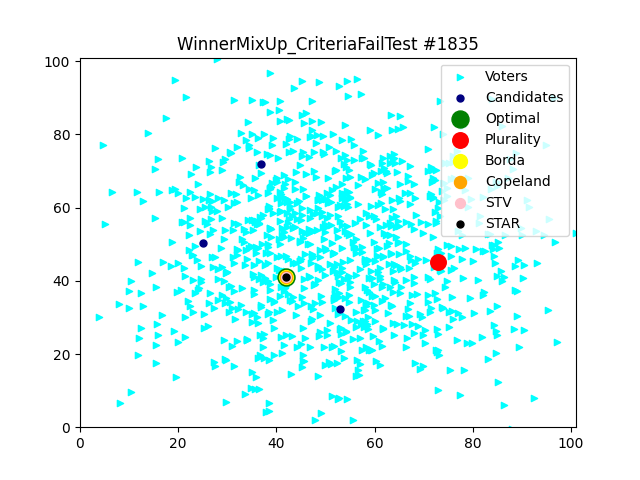 WinnerMixUp_CriteriaFailTest #1835
100
80
60
40
20
0
0 20 40 60 80 100
Voters
Candidates
Optimal
Plurality
Borda
Copeland
STV
STAR